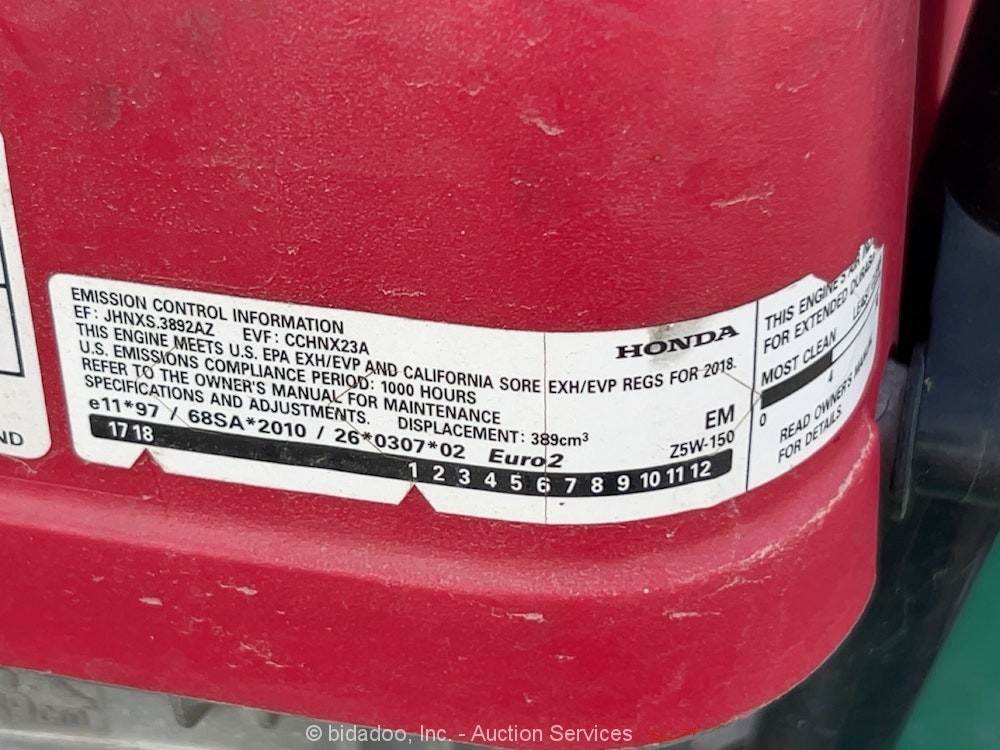 EMISSION CONTROL INFORMATION
EF: JHNXS.3892AZ EVF: CCHNX23A
THIS ENGINE MEETS U.S. EPA EXH/EVP AND CALIFORNIA SORE EXH/EVP REGS FOR 2018.
U.S. EMISSIONS COMPLIANCE PERIOD: 1000 HOURS
REFER TO THE OWNER'S MANUAL FOR MAINTENANCE
SPECIFICATIONS AND ADJUSTMENTS. DISPLACEMENT: 389cm³
e11*97 / 68SA*2010 / 26*0307*02 Euro2
HONDA
EM
Z5W-150
17 18
1 2 3 4 5 6 7 8 9 10 11 12
THIS ENGINE'S
FOR EXTENDED
MOST CLEAN
0 4
READ OWNER'S
FOR DETAILS.
ND
© bidadoo, Inc. - Auction Services